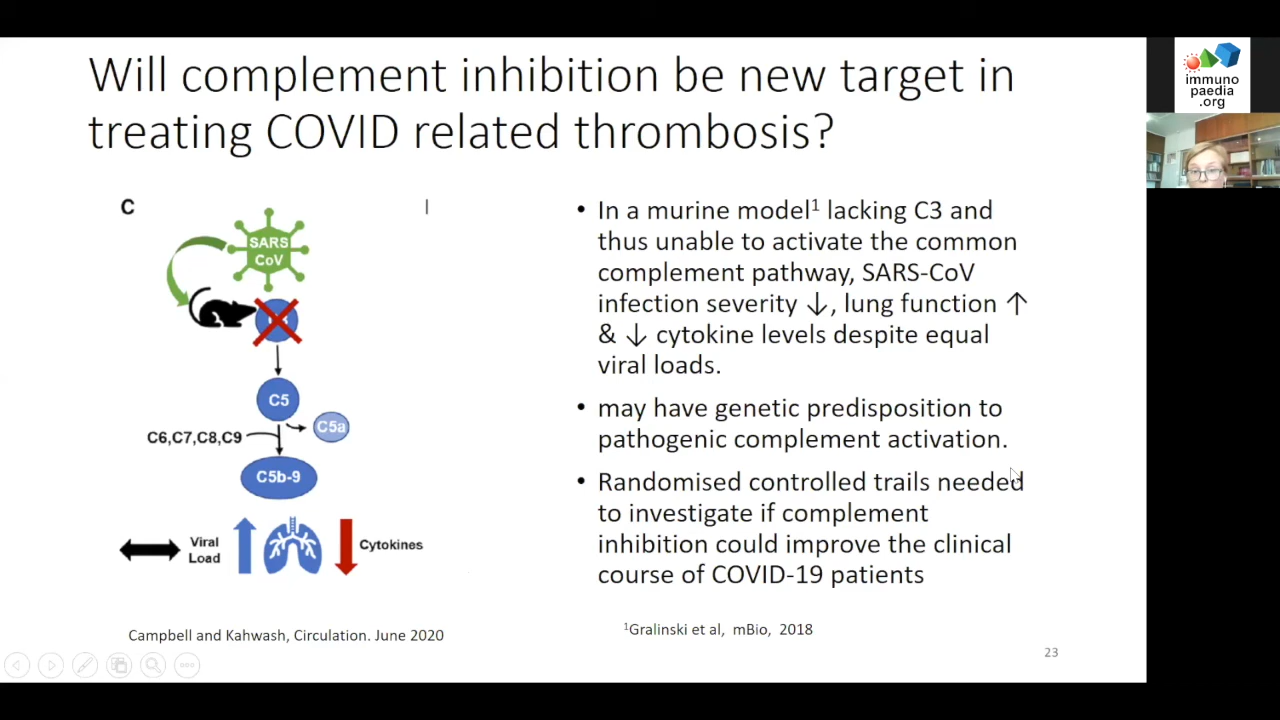 Will complement inhibition be new target in
treating COVID related thrombosis?
immuno
paedia
.org
C
SARS
CoV
C5
C5a
C6,C7,C8,C9
C5b-9
Viral
Load
Cytokines
Campbell and Kahwash, Circulation. June 2020
• In a murine model¹ lacking C3 and
thus unable to activate the common
complement pathway, SARS-CoV
infection severity ↓, lung function ↑
& ↓ cytokine levels despite equal
viral loads.
• may have genetic predisposition to
pathogenic complement activation.
• Randomised controlled trails needed
to investigate if complement
inhibition could improve the clinical
course of COVID-19 patients
¹Gralinski et al, mBio, 2018
23